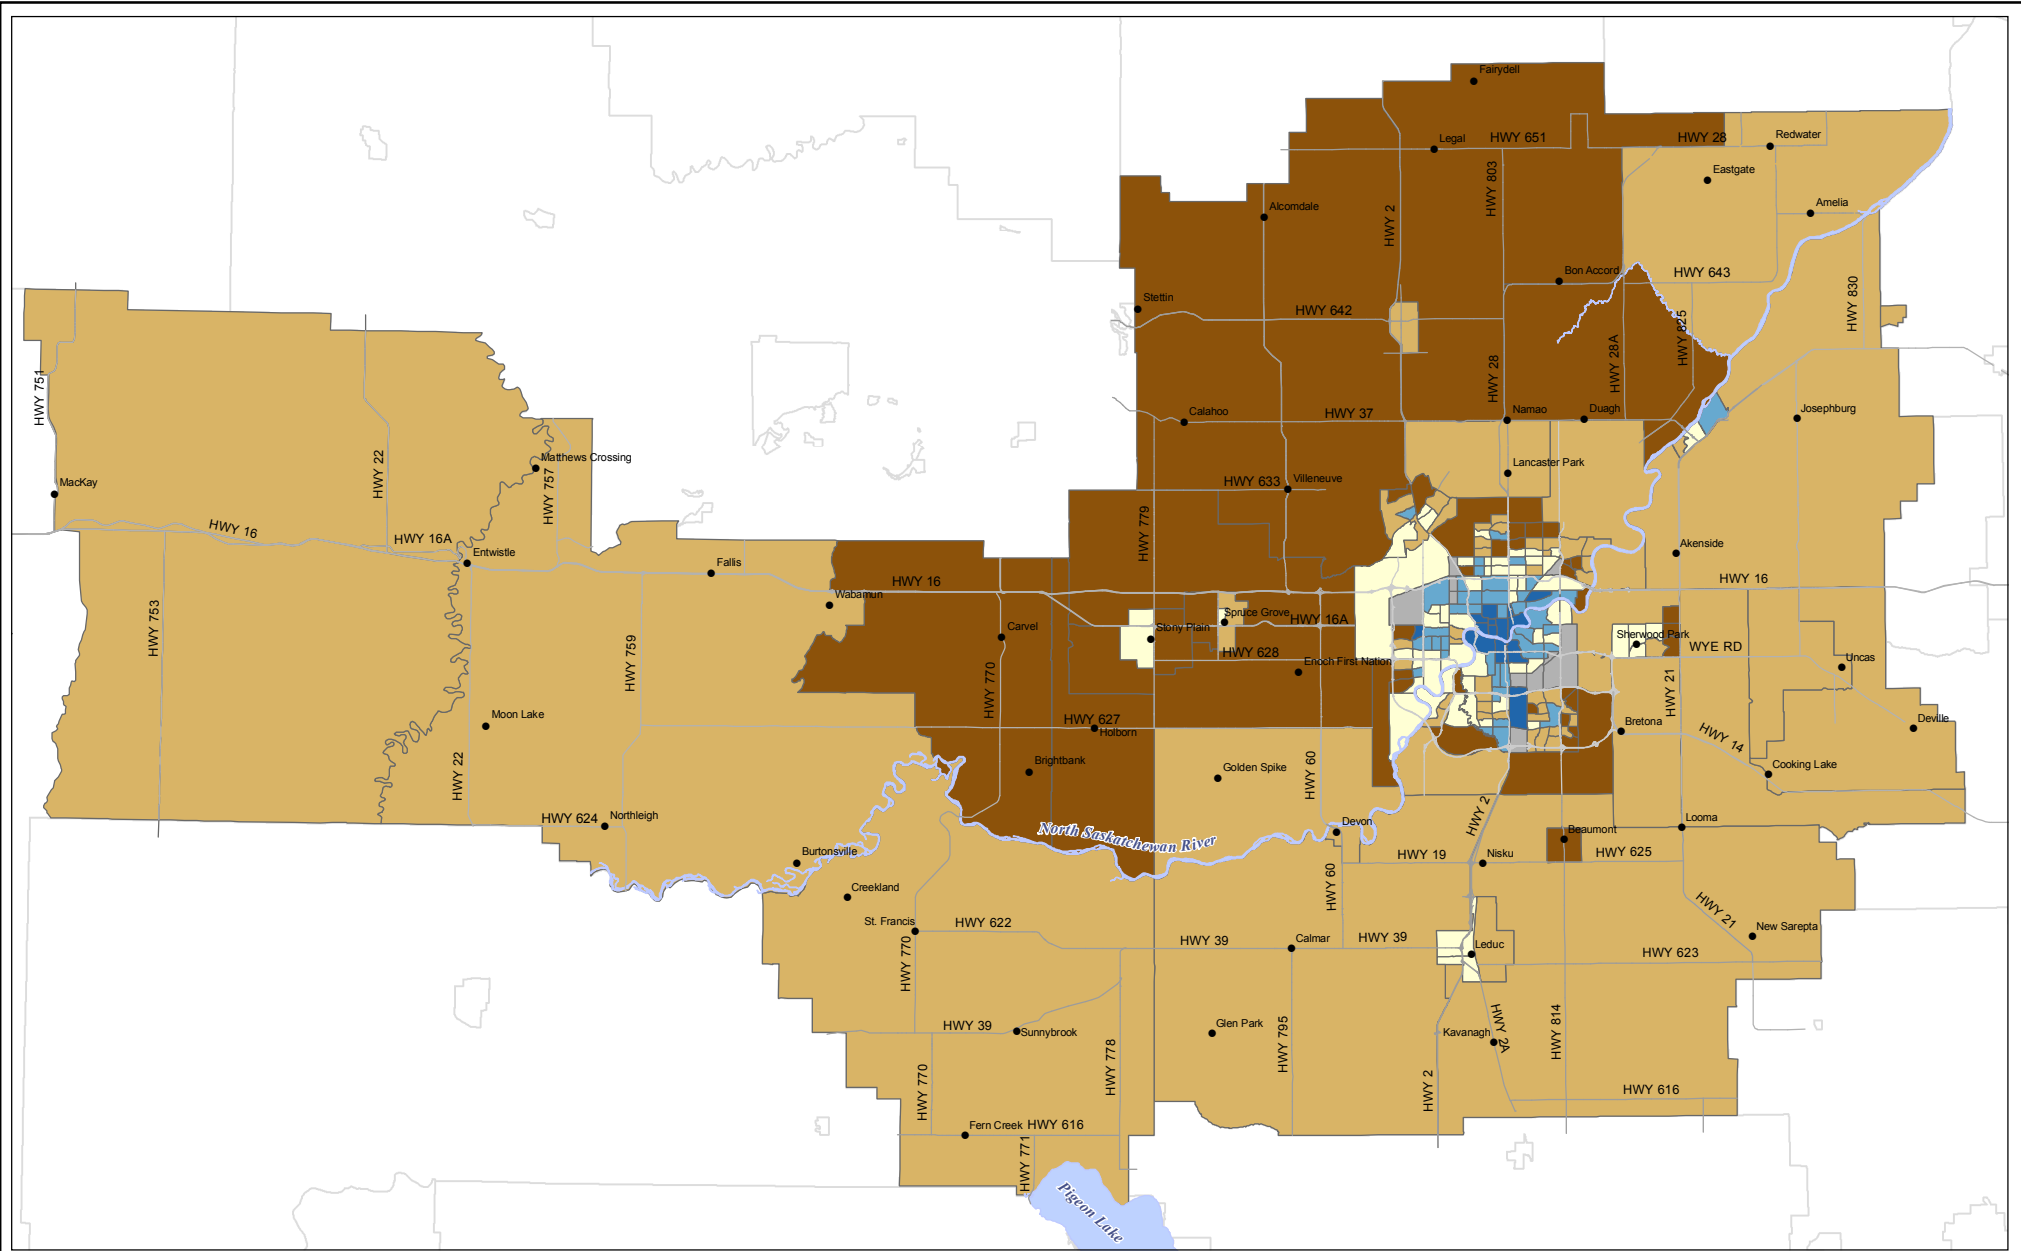 Fairydell
Legal
HWY 651
HWY 28
Redwater
Eastgate
HWY 803
Amelia
Alcomdale
HWY 2
Bon Accord
HWY 643
HWY 830
Stettin
HWY 642
HWY 825
HWY 28A
HWY 28
HWY 751
Calahoo
HWY 37
Namao
Duagh
Josephburg
Matthews Crossing
HWY 22
HWY 757
MacKay
Lancaster Park
HWY 633
Villeneuve
HWY 779
HWY 16
HWY 16A
Entwistle
Fallis
Akenside
HWY 16
HWY 16
Wabamun
HWY 753
Carvel
Stony Plain
Spruce Grove
HWY 16A
HWY 628
Enoch First Nation
Sherwood Park
WYE RD
Uncas
HWY 759
HWY 770
HWY 21
Moon Lake
HWY 627
Holborn
Bretona
HWY 14
Deville
HWY 22
Brightbank
Golden Spike
HWY 60
Cooking Lake
HWY 624
Northleigh
HWY 2
North Saskatchewan River
Devon
Beaumont
Looma
Burtonsville
HWY 19
Nisku
HWY 625
Creekland
HWY 60
St. Francis
HWY 622
HWY 21
New Sarepta
HWY 770
HWY 39
Calmar
HWY 39
Leduc
HWY 623
HWY 39
Sunnybrook
Glen Park
HWY 795
Kavanagh
HWY 2A
HWY 814
HWY 778
HWY 770
HWY 2
HWY 616
Fern Creek
HWY 616
HWY 771
Pigeon Lake